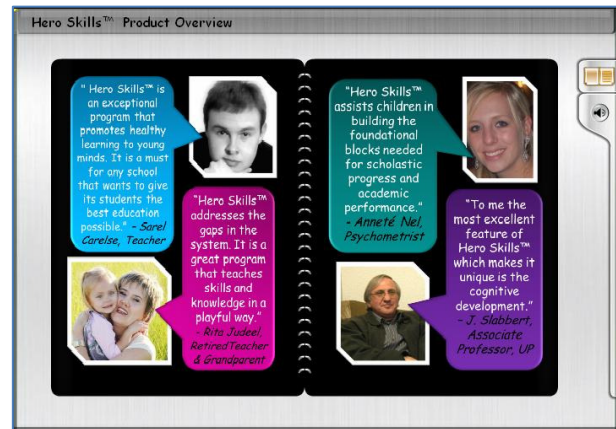 Hero Skills™ Product Overview
" Hero Skills™ is
an exceptional
program that
promotes healthy
learning to young
minds. It is a must
for any school
that wants to give
its students the
best education
possible." – Sarel
Carelse, Teacher
"Hero Skills™
addresses the
gaps in the
system. It is a
great program
that teaches
skills and
knowledge in a
playful way."
- Rita Judeel,
RetiredTeacher
& Grandparent
"Hero Skills™
assists children in
building the
foundational
blocks needed
for scholastic
progress and
academic
performance."
- Anneté Nel,
Psychometrist
"To me the
most excellent
feature of
Hero Skills™
which makes it
unique is the
cognitive
development."
– J. Slabbert,
Associate
Professor, UP